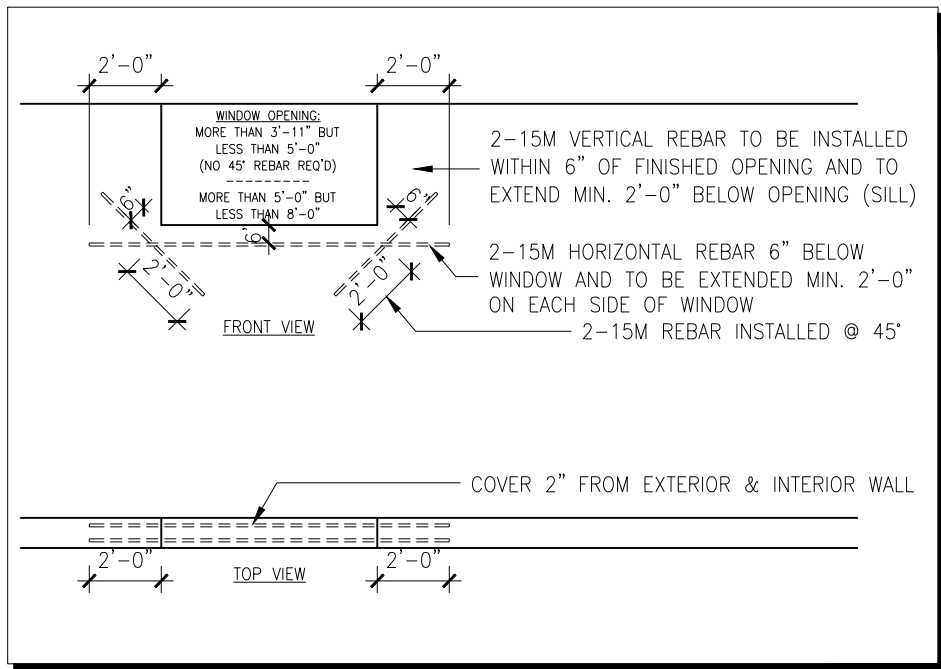 2'-0"
2'-0"
WINDOW OPENING:
MORE THAN 3'-11" BUT
LESS THAN 5'-0"
(NO 45° REBAR REQ'D)
----------
MORE THAN 5'-0" BUT
LESS THAN 8'-0"
2-15M VERTICAL REBAR TO BE INSTALLED
WITHIN 6" OF FINISHED OPENING AND TO
EXTEND MIN. 2'-0" BELOW OPENING (SILL)
6"
6"
6"
2'-0"
2'-0"
2-15M HORIZONTAL REBAR 6" BELOW
WINDOW AND TO BE EXTENDED MIN. 2'-0"
ON EACH SIDE OF WINDOW
2-15M REBAR INSTALLED @ 45°
FRONT VIEW
COVER 2" FROM EXTERIOR & INTERIOR WALL
2'-0"
2'-0"
TOP VIEW